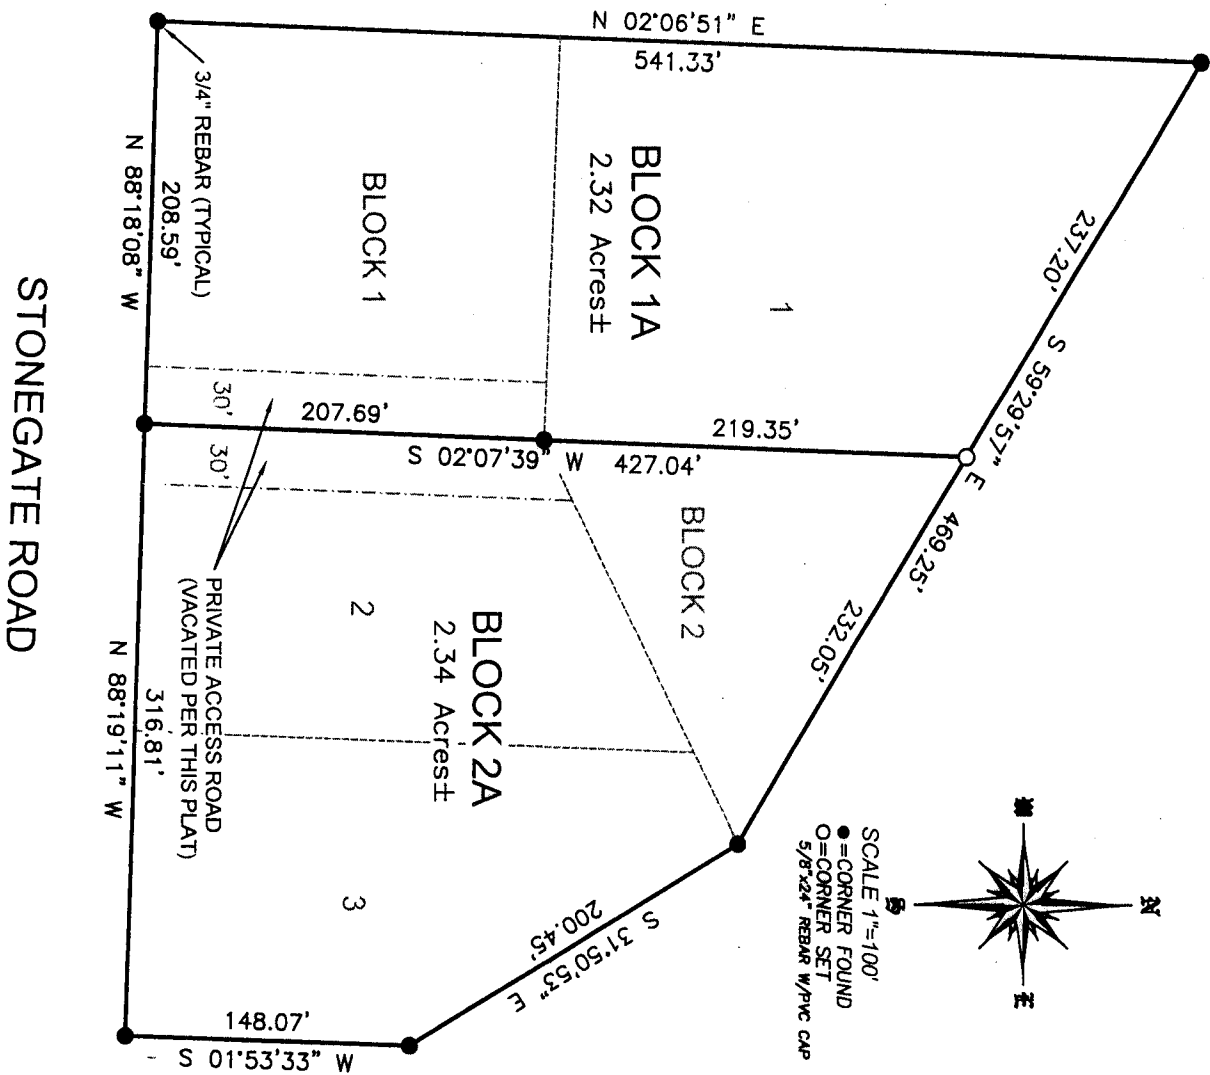 N 02°06'51" E
541.33'
3/4" REBAR (TYPICAL)
208.59'
N 88°18'08" W
BLOCK 1
BLOCK 1A
2.32 Acres±
1
237.20'
S 59°29'57" E
469.25'
232.05'
30'
207.69'
219.35'
30'
S 02°07'39" W
427.04'
BLOCK 2
2
BLOCK 2A
2.34 Acres±
PRIVATE ACCESS ROAD
(VACATED PER THIS PLAT)
316.81'
N 88°19'11" W
3
200.45'
S 31°50'53" E
148.07'
S 01°53'33" W
STONEGATE ROAD
N
W
E
S
SCALE 1"=100'
●=CORNER FOUND
○=CORNER SET
5/8"x24" REBAR W/PVC CAP